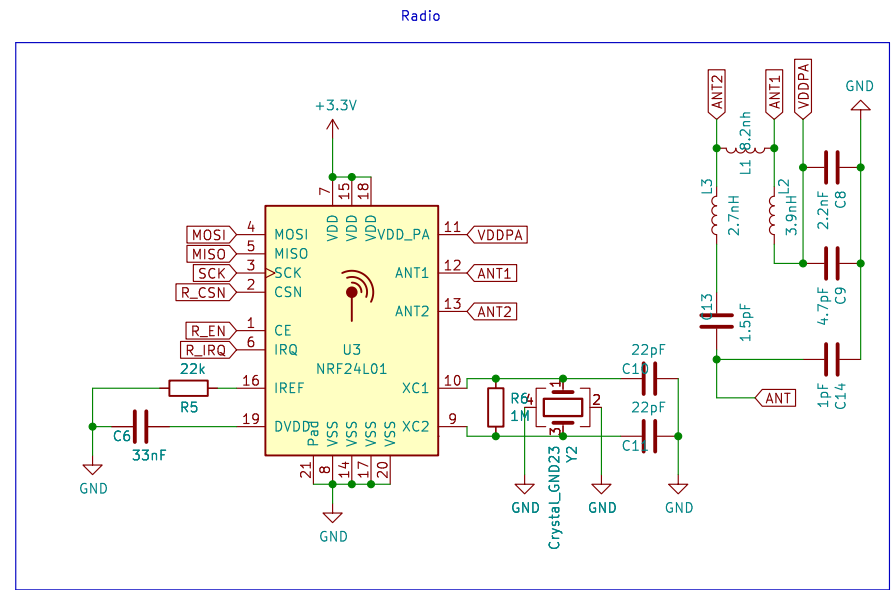 Radio
+3.3V
7
15
18
VDD
VDD
VDD
MOSI
4
MOSI
MISO
5
MISO
SCK
3
SCK
R_CSN
2
CSN
R_EN
1
CE
R_IRQ
6
IRQ
22k
R5
16
IREF
C6
33nF
19
DVDD
GND
VDD_PA
11
VDDPA
ANT1
12
ANT1
ANT2
13
ANT2
U3
NRF24L01
XC1
10
XC2
9
Pad
VSS
VSS
VSS
VSS
21
8
14
17
20
GND
R6
1M
1
4
2
3
Crystal_GND23
Y2
GND
GND
22pF
C10
22pF
C11
GND
ANT2
ANT1
VDDPA
GND
L1
8.2nh
L3
2.7nH
L2
3.9nH
2.2nF
C8
4.7pF
C9
C13
1.5pF
1pF
C14
ANT